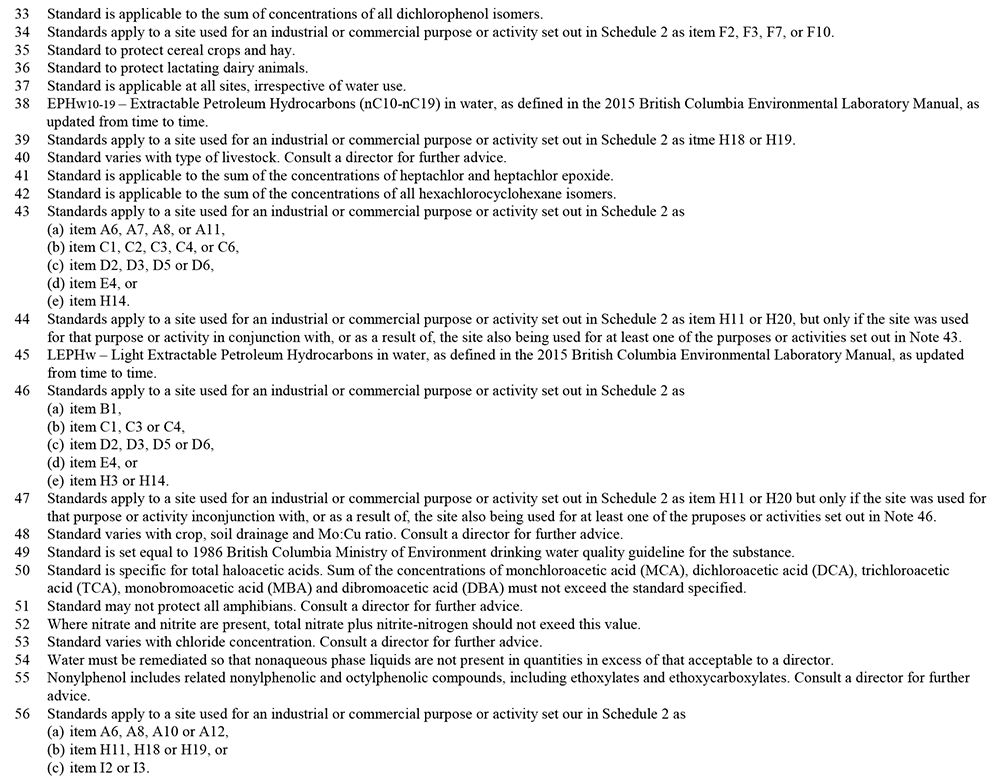 33 Standard is applicable to the sum of concentrations of all dichlorophenol isomers.
34 Standards apply to a site used for an industrial or commercial purpose or activity set out in Schedule 2 as item F2, F3, F7, or F10.
35 Standard to protect cereal crops and hay.
36 Standard to protect lactating dairy animals.
37 Standard is applicable at all sites, irrespective of water use.
38 EPHw10-19 – Extractable Petroleum Hydrocarbons (nC10-nC19) in water, as defined in the 2015 British Columbia Environmental Laboratory Manual, as
updated from time to time.
39 Standards apply to a site used for an industrial or commercial purpose or activity set out in Schedule 2 as itme H18 or H19.
40 Standard varies with type of livestock. Consult a director for further advice.
41 Standard is applicable to the sum of the concentrations of heptachlor and heptachlor epoxide.
42 Standard is applicable to the sum of the concentrations of all hexachlorocyclohexane isomers.
43 Standards apply to a site used for an industrial or commercial purpose or activity set out in Schedule 2 as
(a) item A6, A7, A8, or A11,
(b) item C1, C2, C3, C4, or C6,
(c) item D2, D3, D5 or D6,
(d) item E4, or
(e) item H14.
44 Standards apply to a site used for an industrial or commercial purpose or activity set out in Schedule 2 as item H11 or H20, but only if the site was used
for that purpose or activity in conjunction with, or as a result of, the site also being used for at least one of the purposes or activities set out in Note 43.
45 LEPHw – Light Extractable Petroleum Hydrocarbons in water, as defined in the 2015 British Columbia Environmental Laboratory Manual, as updated
from time to time.
46 Standards apply to a site used for an industrial or commercial purpose or activity set out in Schedule 2 as
(a) item B1,
(b) item C1, C3 or C4,
(c) item D2, D3, D5 or D6,
(d) item E4, or
(e) item H3 or H14.
47 Standards apply to a site used for an industrial or commercial purpose or activity set out in Schedule 2 as item H11 or H20 but only if the site was used for
that purpose or activity inconjunction with, or as a result of, the site also being used for at least one of the pruposes or activities set out in Note 46.
48 Standard varies with crop, soil drainage and Mo:Cu ratio. Consult a director for further advice.
49 Standard is set equal to 1986 British Columbia Ministry of Environment drinking water quality guideline for the substance.
50 Standard is specific for total haloacetic acids. Sum of the concentrations of monchloroacetic acid (MCA), dichloroacetic acid (DCA), trichloroacetic
acid (TCA), monobromoacetic acid (MBA) and dibromoacetic acid (DBA) must not exceed the standard specified.
51 Standard may not protect all amphibians. Consult a director for further advice.
52 Where nitrate and nitrite are present, total nitrate plus nitrite-nitrogen should not exeed this value.
53 Standard varies with chloride concentration. Consult a director for further advice.
54 Water must be remediated so that nonaqueous phase liquids are not present in quantities in excess of that acceptable to a director.
55 Nonylphenol includes related nonylphenolic and octylphenolic compounds, including ethoxylates and ethoxycarboxylates. Consult a director for further
advice.
56 Standards apply to a site used for an industrial or commercial purpose or activity set our in Schedule 2 as
(a) item A6, A8, A10 or A12,
(b) item H11, H18 or H19, or
(c) item I2 or I3.